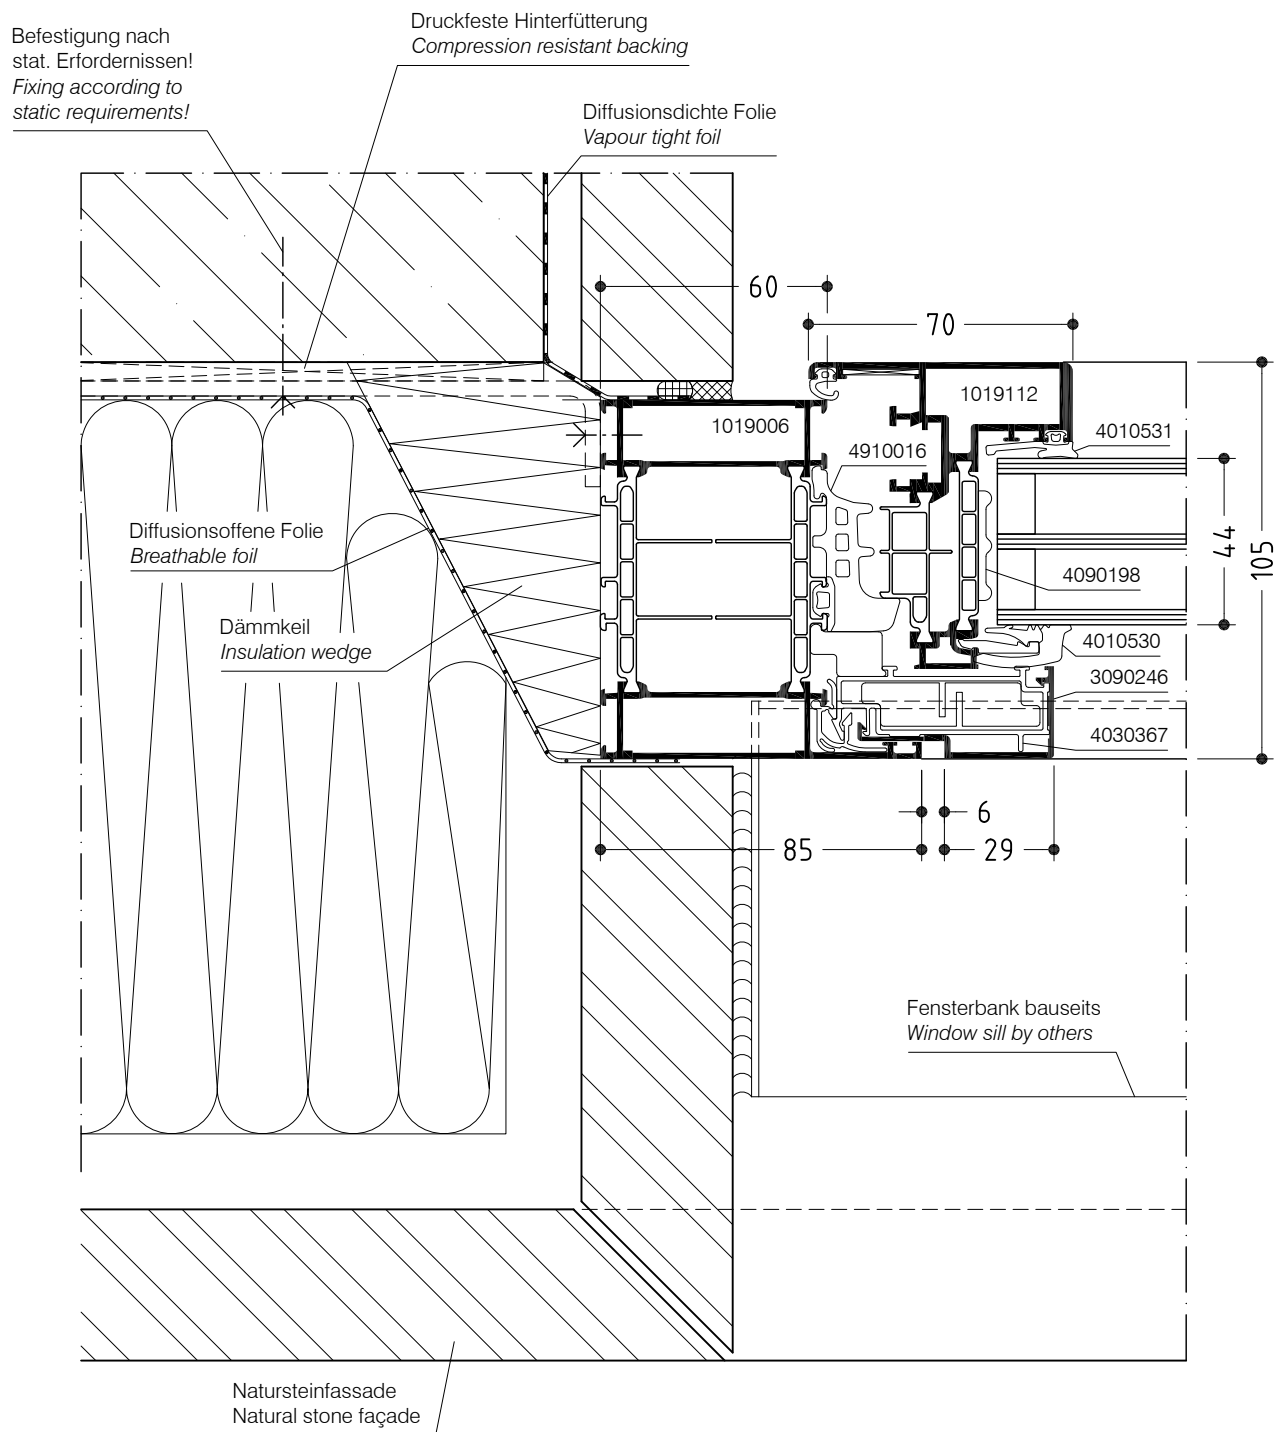 Druckfeste Hinterfütterung
Compression resistant backing
Befestigung nach
stat. Erfordernissen!
Fixing according to
static requirements!
Diffusionsdichte Folie
Vapour tight foil
60
70
1019112
1019006
4010531
4910016
Diffusionsoffene Folie
Breathable foil
44
105
4090198
Dämmkeil
Insulation wedge
4010530
3090246
4030367
6
85
29
Fensterbank bauseits
Window sill by others
Natursteinfassade
Natural stone façade